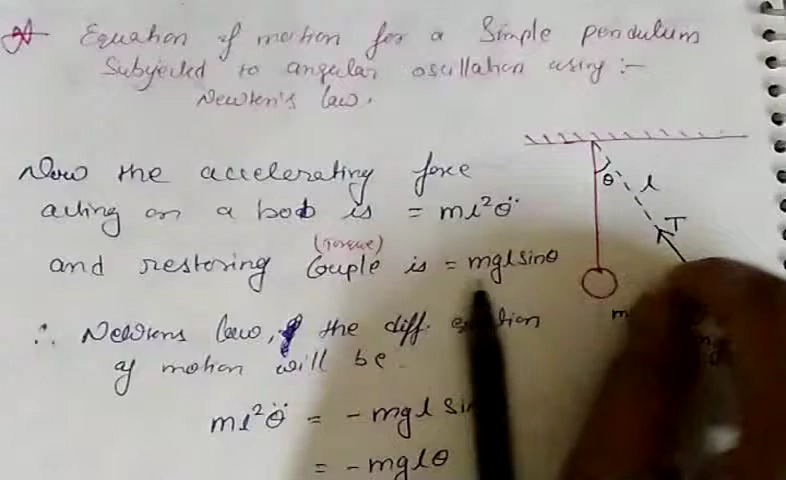 Equation of motion for a Simple pendulum
Subjected to angular oscillation using :-
Newton's law.
Now the accelerating force
acting on a bob is = ml²θ̈
(Torque)
and restoring Couple is = mglsinθ
∴ Newtons law, the diff.
of motion will be
ml²θ̈ = - mgl
= - mglθ
θ
l
T
m